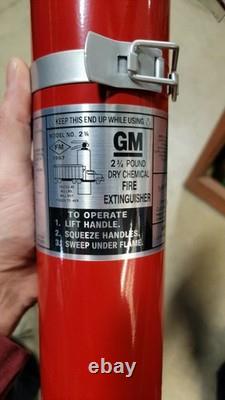 KEEP THIS END UP WHILE USING
MODEL NO. 2¾
FM
GM
2¾ POUND
DRY CHEMICAL
FIRE
EXTINGUISHER
TO OPERATE
1. LIFT HANDLE.
2. SQUEEZE HANDLES.
3. SWEEP UNDER FLAME.
ebay